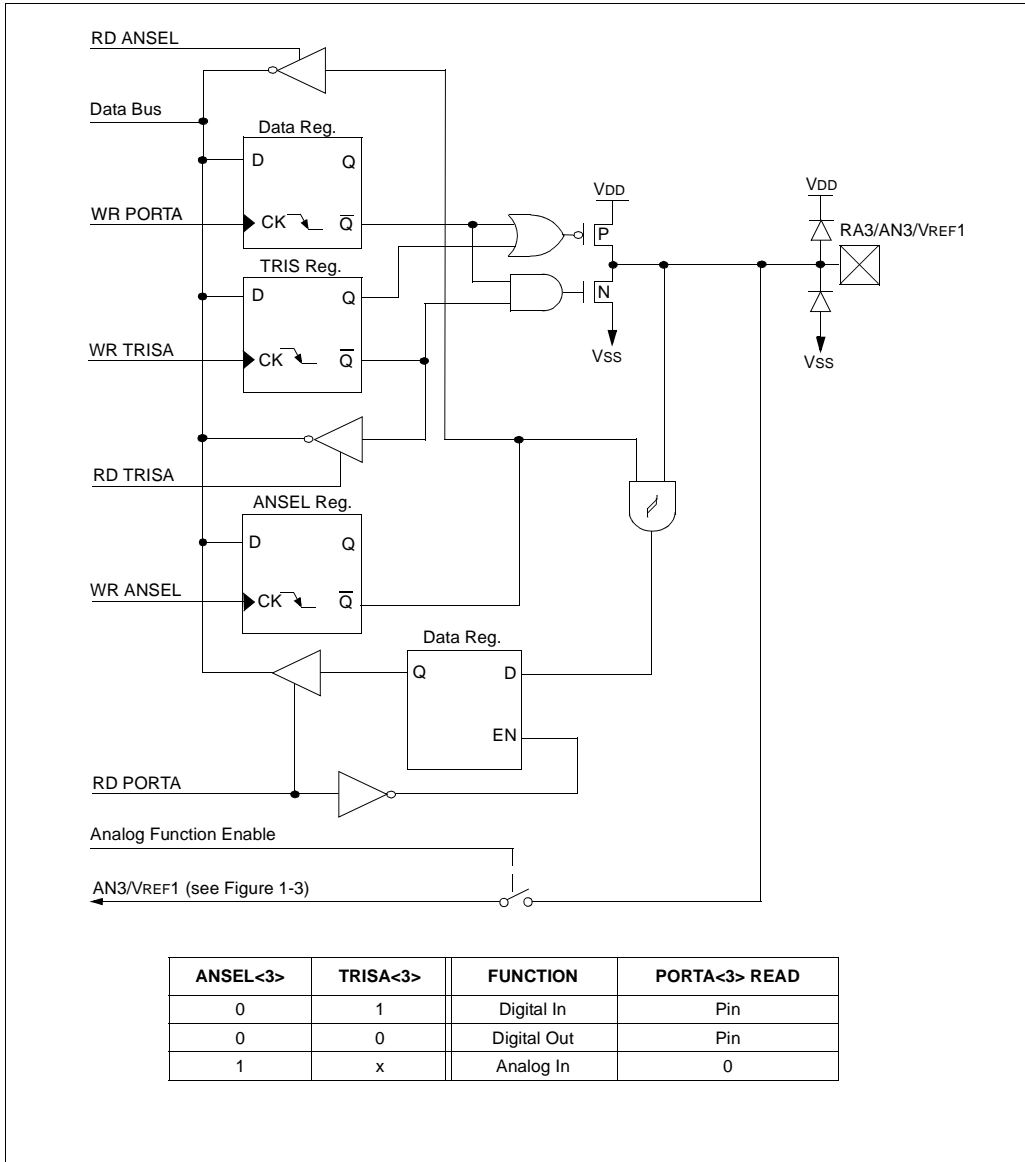 RD ANSEL
Data Bus
Data Reg.
D Q
WR PORTA
CK Q
VDD
P
VDD
RA3/AN3/VREF1
TRIS Reg.
D Q
N
WR TRISA
CK Q
VSS
VSS
RD TRISA
ANSEL Reg.
D Q
WR ANSEL
CK Q
Data Reg.
Q D
EN
RD PORTA
Analog Function Enable
AN3/VREF1 (see Figure 1-3)
ANSEL<3> TRISA<3> FUNCTION PORTA<3> READ
0 1 Digital In Pin
0 0 Digital Out Pin
1 x Analog In 0